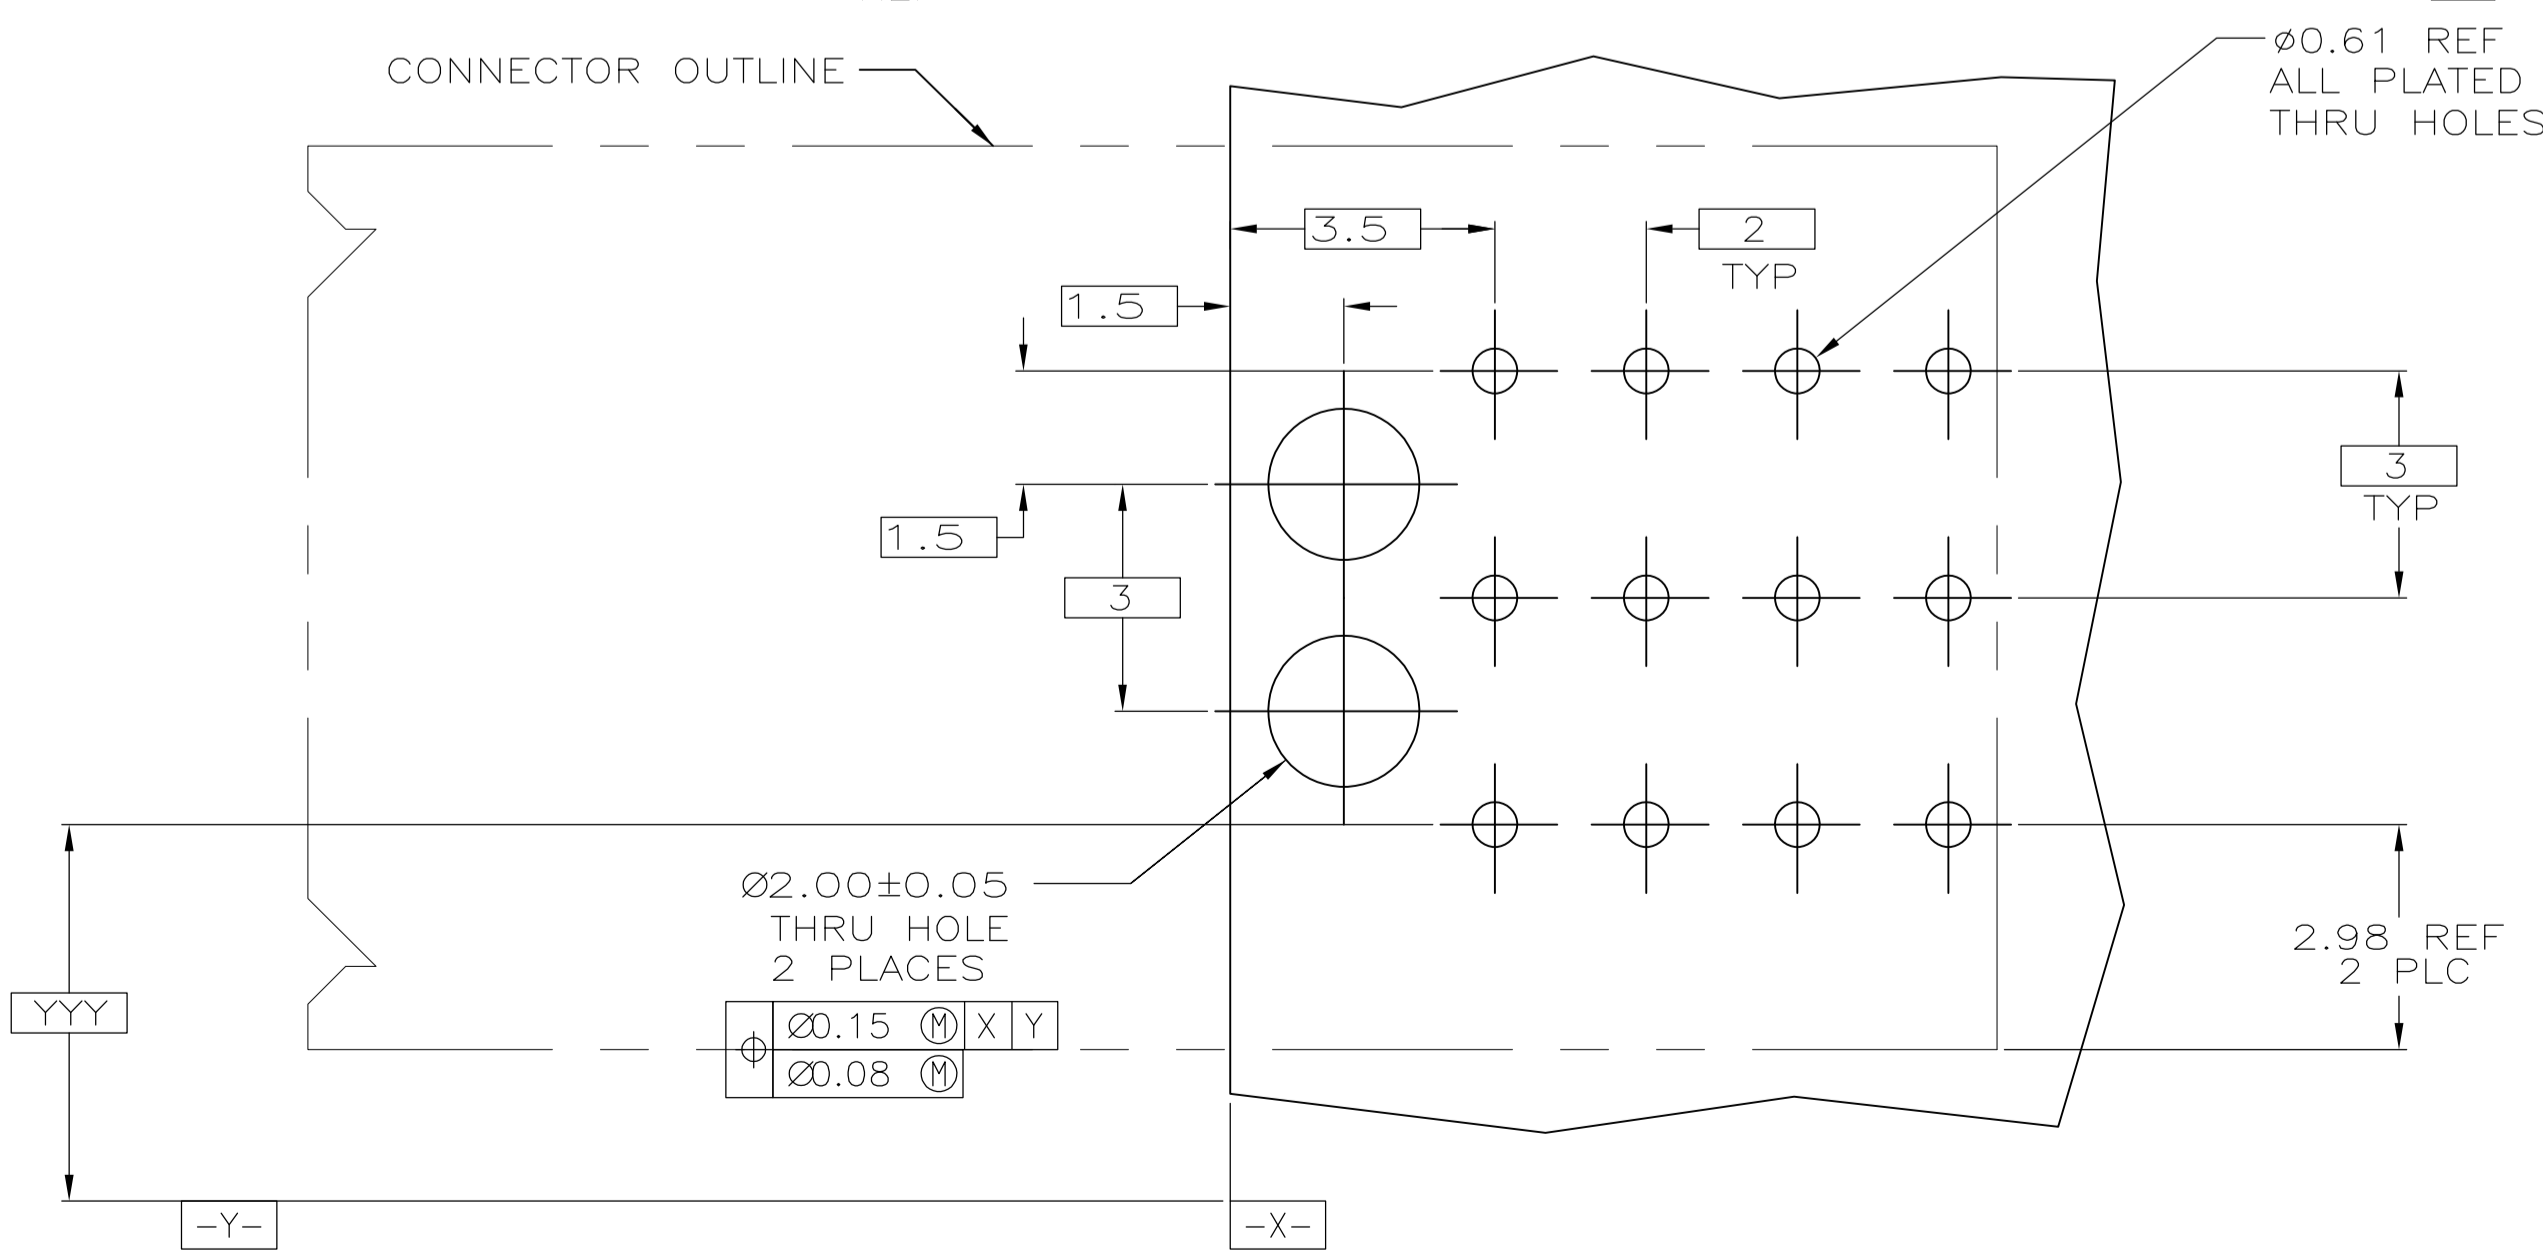 CONNECTOR OUTLINE
Ø0.61 REF
ALL PLATED
THRU HOLES
3.5
2
TYP
1.5
3
TYP
1.5
3
Ø2.00±0.05
THRU HOLE
2 PLACES
Ø0.15 Ⓜ X Y
Ø0.08 Ⓜ
2.98 REF
2 PLC
YYY
-Y-
-X-